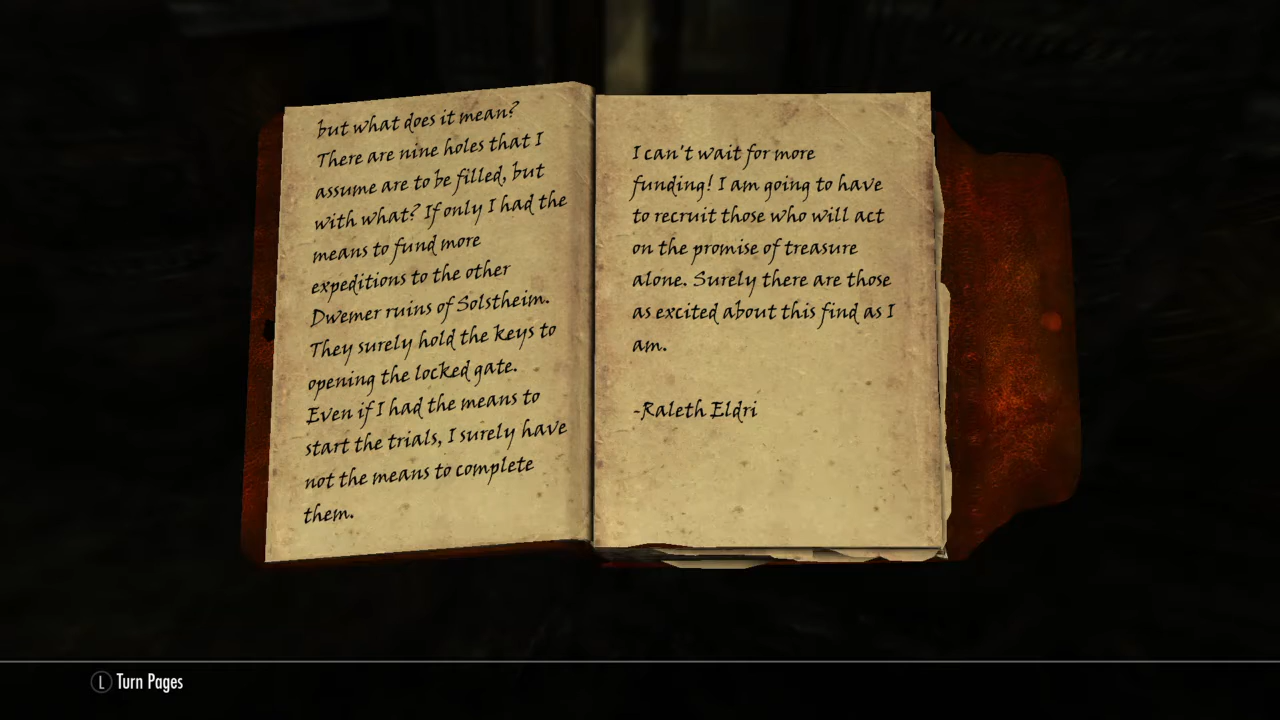 but what does it mean?
There are nine holes that I
assume are to be filled, but
with what? If only I had the
means to fund more
expeditions to the other
Dwemer ruins of Solstheim.
They surely hold the keys to
opening the locked gate.
Even if I had the means to
start the trials, I surely have
not the means to complete
them.
I can't wait for more
funding! I am going to have
to recruit those who will act
on the promise of treasure
alone. Surely there are those
as excited about this find as I
am.
-Raleth Eldri
L Turn Pages